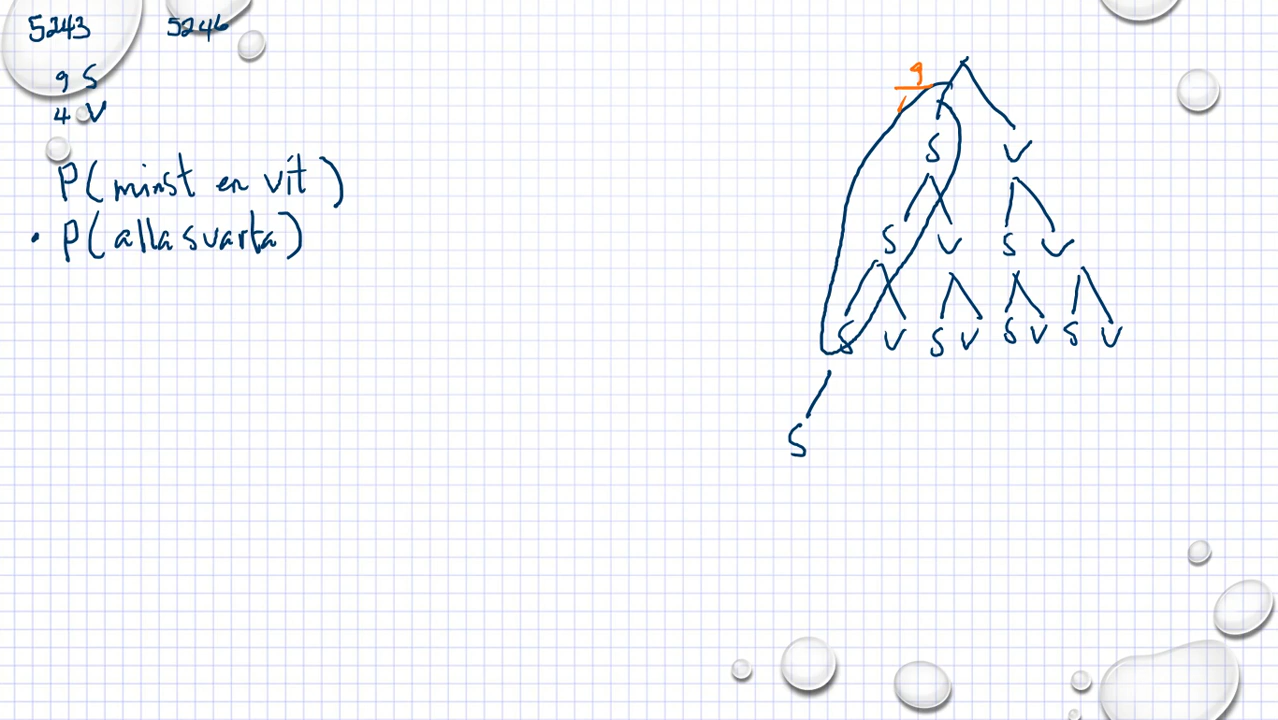 5243 5246
9 S
4 V
P(minst en vit)
• P(alla svarta)
9
S V
S V S V
S V S V S V S V
S